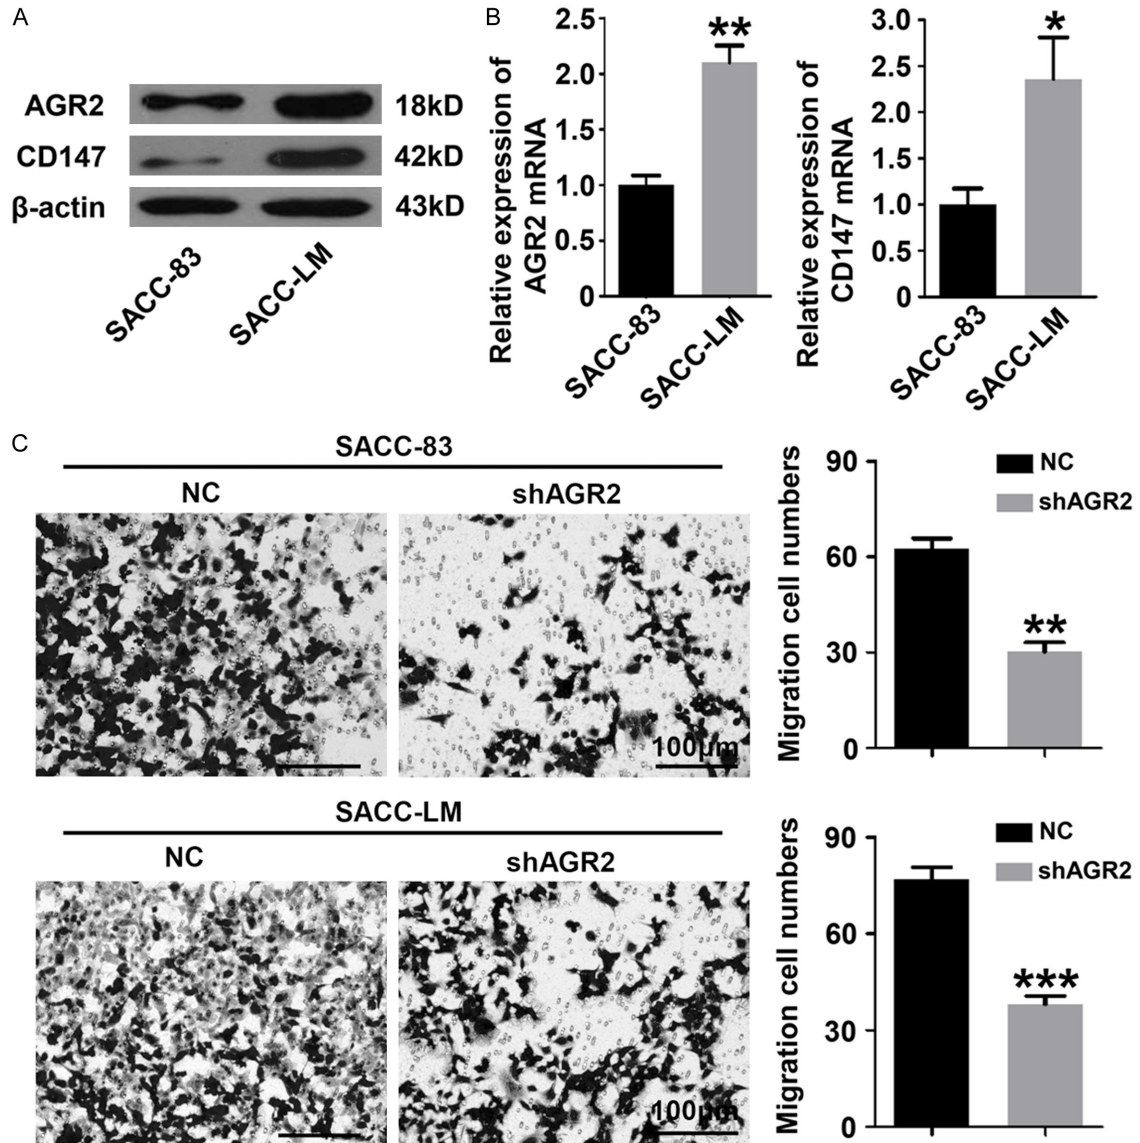 A
AGR2
18kD
CD147
42kD
β-actin
43kD
SACC-83
SACC-LM
B
Relative expression of
AGR2 mRNA
2.5
2.0
1.5
1.0
0.5
0
**
SACC-83
SACC-LM
Relative expression of
CD147 mRNA
3.0
2.5
2.0
1.5
1.0
0.5
0
*
SACC-83
SACC-LM
C
SACC-83
NC
shAGR2
100μm
Migration cell numbers
90
60
30
0
NC
shAGR2
**
SACC-LM
NC
shAGR2
100μm
Migration cell numbers
90
60
30
0
NC
shAGR2
***